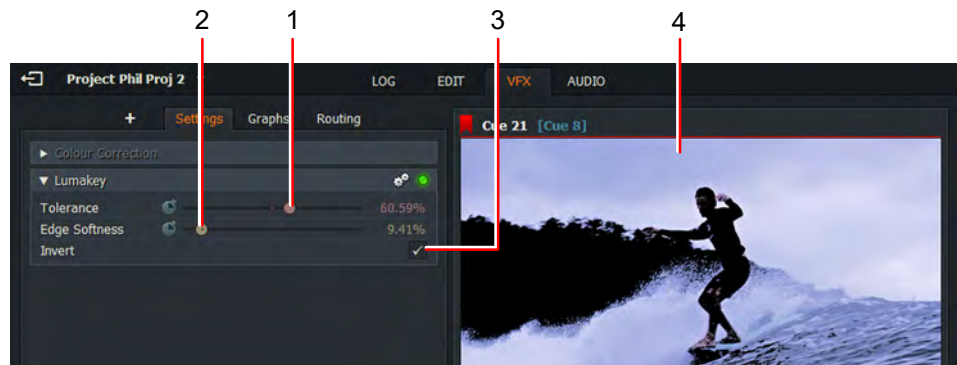 2 1 3 4
Project Phil Proj 2 LOG EDIT VFX AUDIO
+ Settings Graphs Routing
Cue 21 [Cue 8]
Colour Correction
Lumakey
Tolerance 60.59%
Edge Softness 9.41%
Invert